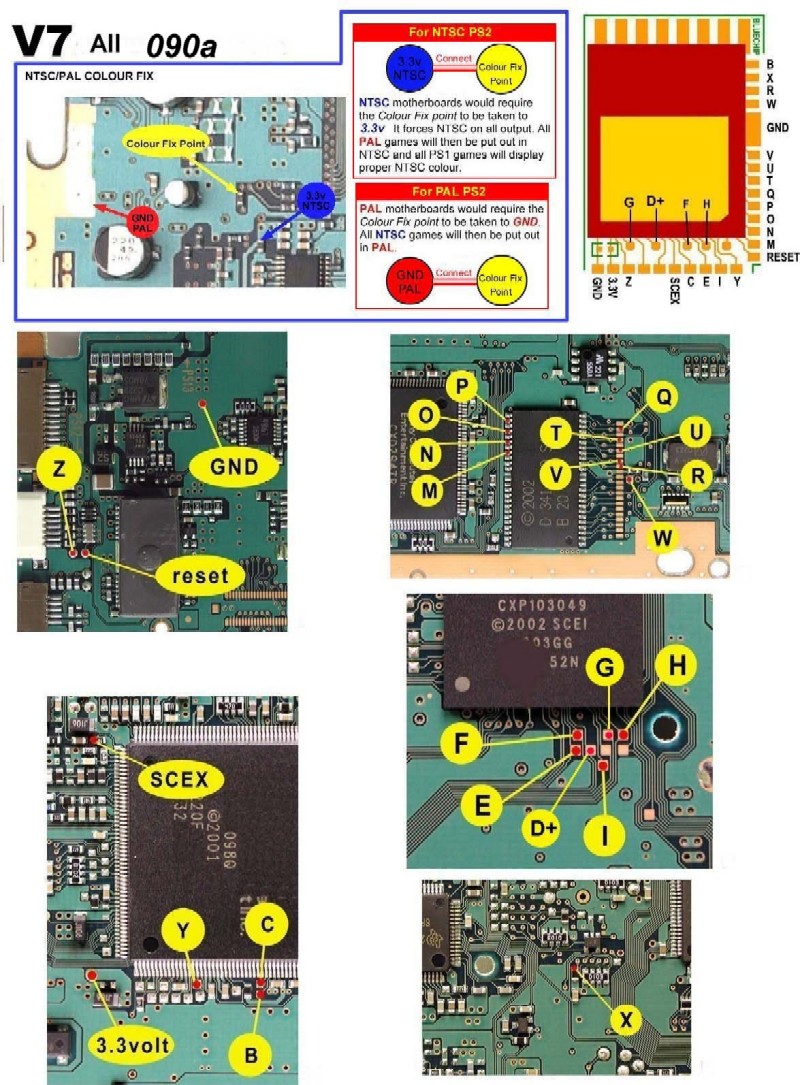 V7 All 090a
NTSC/PAL COLOUR FIX
Colour Fix Point
3.3v
NTSC
GND
PAL
For NTSC PS2
3.3v
NTSC
Connect
Colour Fix
Point
NTSC motherboards would require
the Colour Fix point to be taken to
3.3v It forces NTSC on all output. All
PAL games will then be put out in
NTSC and all PS1 games will display
proper NTSC colour.
For PAL PS2
PAL motherboards would require the
Colour Fix point to be taken to GND.
All NTSC games will then be put out
in PAL.
GND
PAL
Connect
Colour Fix
Point
BLUECHIP
B
X
R
W
GND
V
U
T
Q
P
O
N
M
RESET
G D+ F H
GND 3.3V Z SCEX C E I Y
Z
GND
reset
P
O
N
M
Q
T
U
V
R
W
©2002
CXP103049
©2002 SCEI
52N
G
H
F
E
D+
I
SCEX
©2001
Y
C
3.3volt
B
X